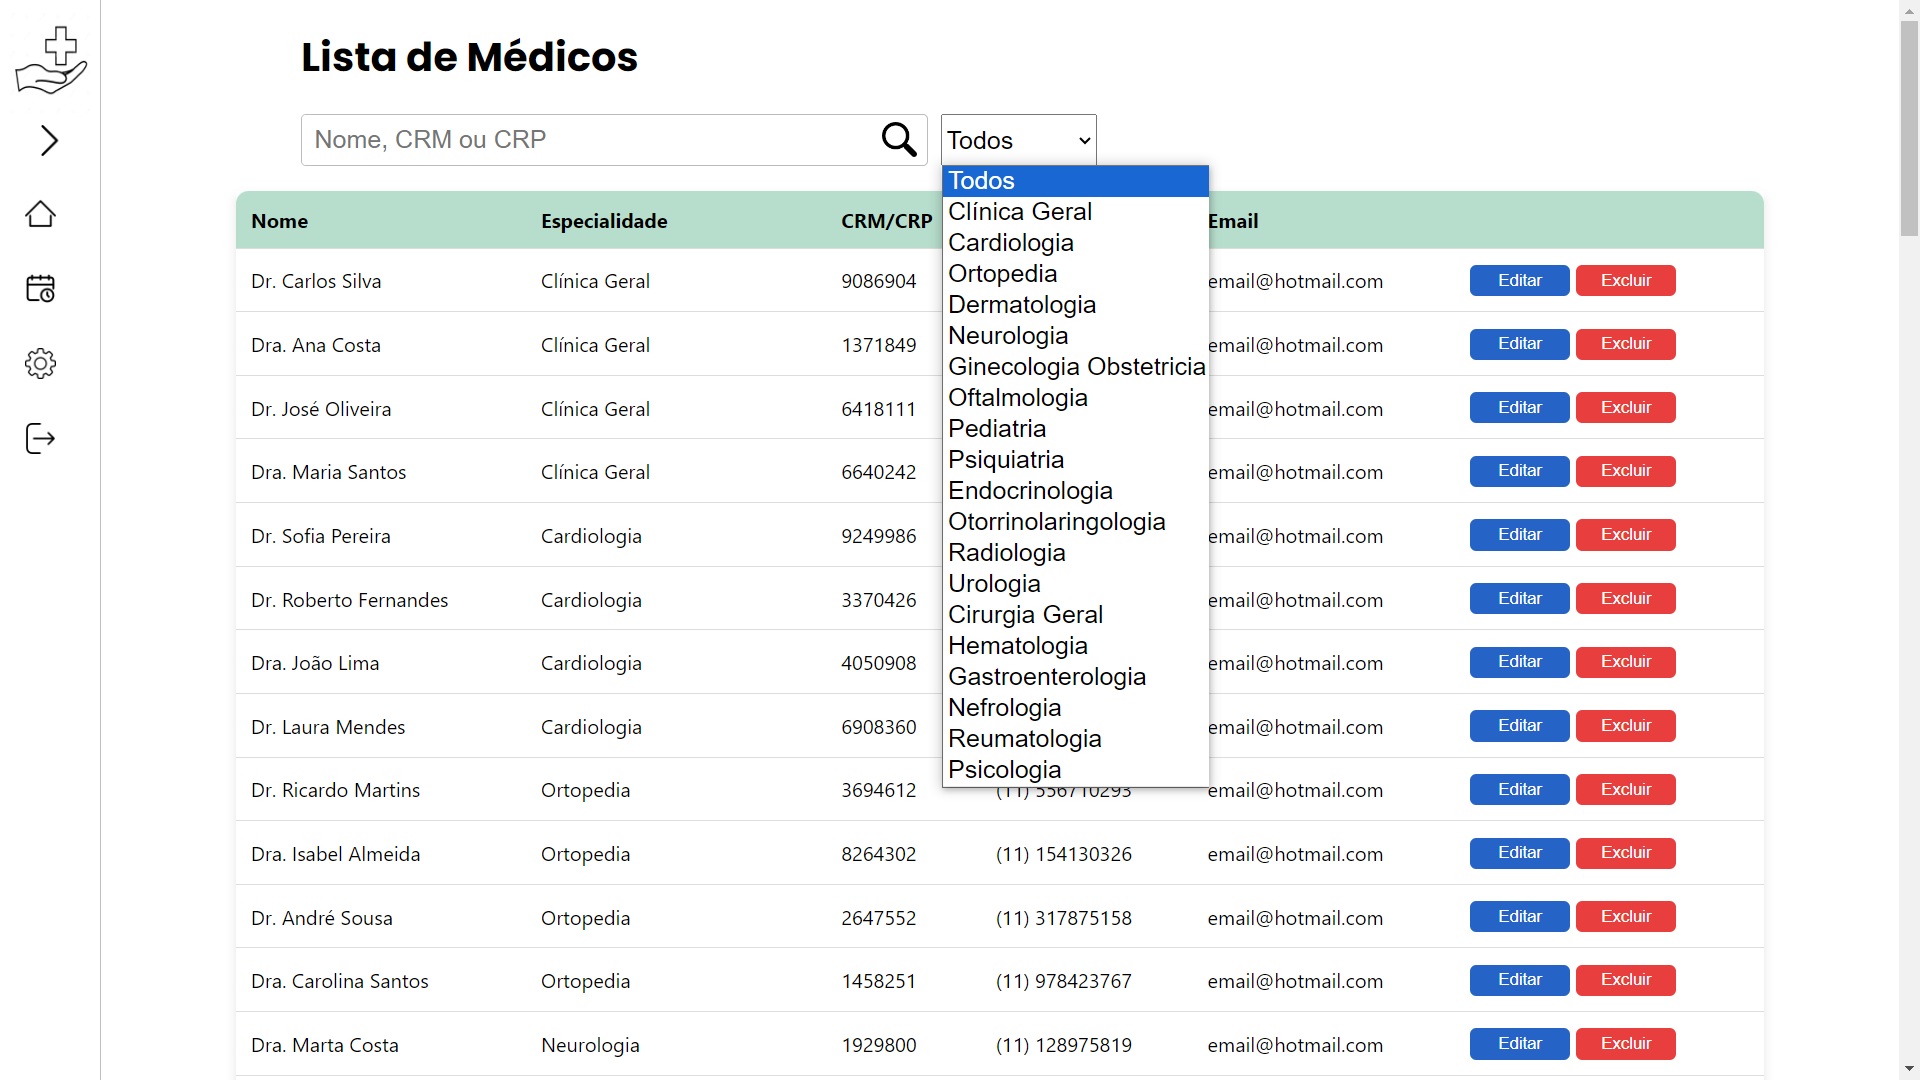 Lista de Médicos
Nome, CRM ou CRP
Todos
Todos
Clínica Geral
Cardiologia
Ortopedia
Dermatologia
Neurologia
Ginecologia Obstetricia
Oftalmologia
Pediatria
Psiquiatria
Endocrinologia
Otorrinolaringologia
Radiologia
Urologia
Cirurgia Geral
Hematologia
Gastroenterologia
Nefrologia
Reumatologia
Psicologia
Nome Especialidade CRM/CRP Email
Dr. Carlos Silva Clínica Geral 9086904 email@hotmail.com Editar Excluir
Dra. Ana Costa Clínica Geral 1371849 email@hotmail.com Editar Excluir
Dr. José Oliveira Clínica Geral 6418111 email@hotmail.com Editar Excluir
Dra. Maria Santos Clínica Geral 6640242 email@hotmail.com Editar Excluir
Dr. Sofia Pereira Cardiologia 9249986 email@hotmail.com Editar Excluir
Dr. Roberto Fernandes Cardiologia 3370426 email@hotmail.com Editar Excluir
Dra. João Lima Cardiologia 4050908 email@hotmail.com Editar Excluir
Dr. Laura Mendes Cardiologia 6908360 email@hotmail.com Editar Excluir
Dr. Ricardo Martins Ortopedia 3694612 (11) 556710293 email@hotmail.com Editar Excluir
Dra. Isabel Almeida Ortopedia 8264302 (11) 154130326 email@hotmail.com Editar Excluir
Dr. André Sousa Ortopedia 2647552 (11) 317875158 email@hotmail.com Editar Excluir
Dra. Carolina Santos Ortopedia 1458251 (11) 978423767 email@hotmail.com Editar Excluir
Dra. Marta Costa Neurologia 1929800 (11) 128975819 email@hotmail.com Editar Excluir